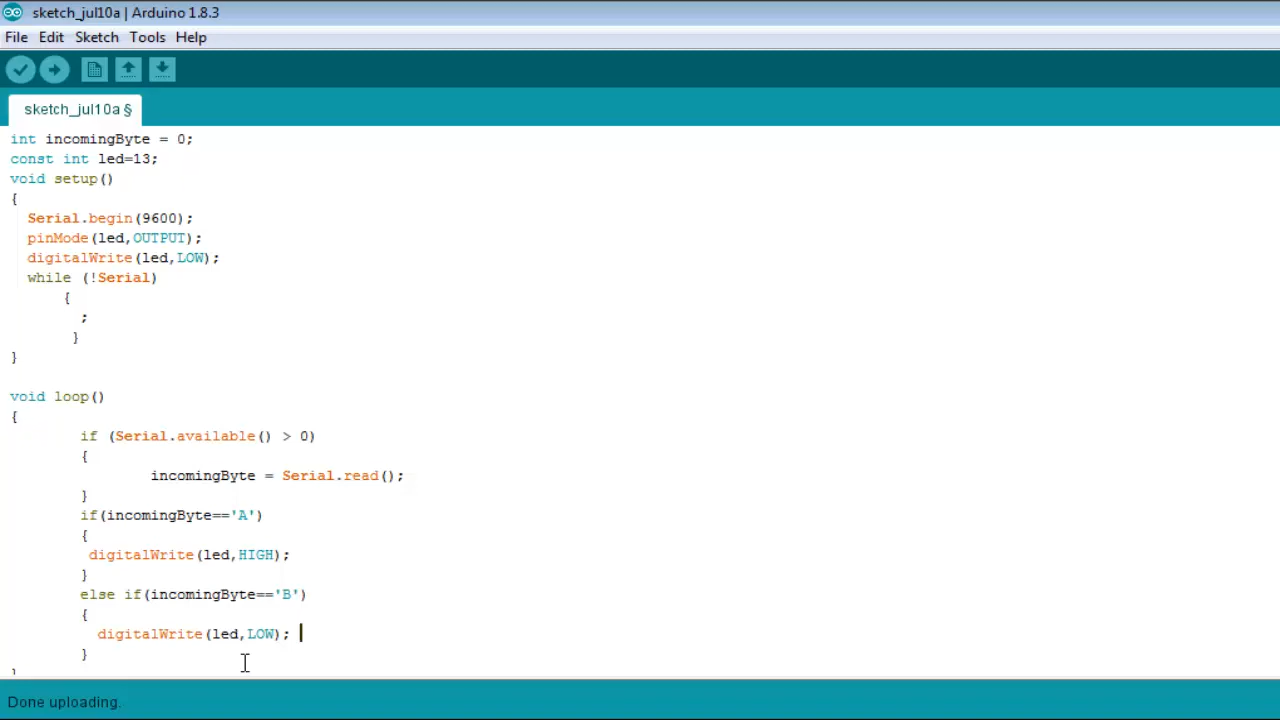 sketch_jul10a | Arduino 1.8.3
File Edit Sketch Tools Help
sketch_jul10a §
int incomingByte = 0;
const int led=13;
void setup()
{
Serial.begin(9600);
pinMode(led,OUTPUT);
digitalWrite(led,LOW);
while (!Serial)
{
;
}
}
void loop()
{
if (Serial.available() > 0)
{
incomingByte = Serial.read();
}
if(incomingByte=='A')
{
digitalWrite(led,HIGH);
}
else if(incomingByte=='B')
{
digitalWrite(led,LOW);
}
}
Done uploading.